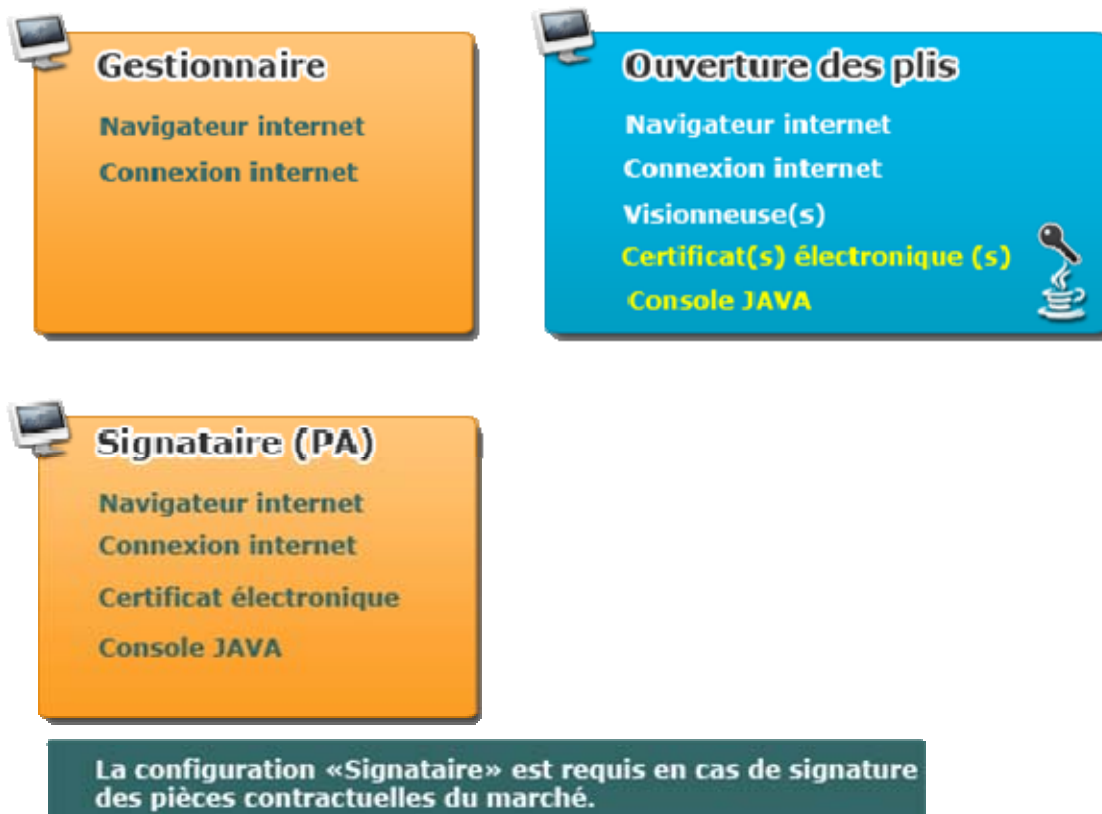 Gestionnaire
Navigateur internet
Connexion internet
Ouverture des plis
Navigateur internet
Connexion internet
Visionneuse(s)
Certificat(s) électronique (s)
Console JAVA
Signataire (PA)
Navigateur internet
Connexion internet
Certificat électronique
Console JAVA
La configuration «Signataire» est requis en cas de signature
des pièces contractuelles du marché.